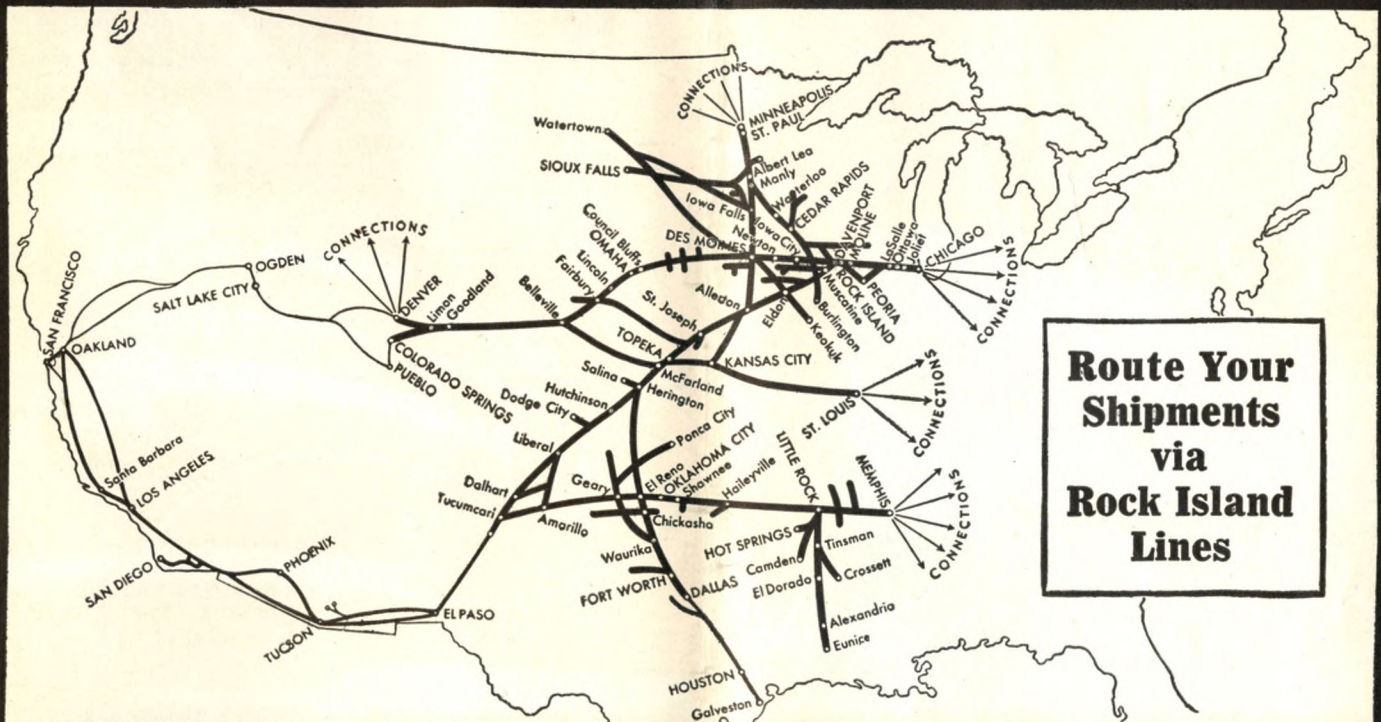 CONNECTIONS
MINNEAPOLIS
ST. PAUL
Watertown
SIOUX FALLS
Albert Lea
Manly
Waterloo
Iowa Falls
CEDAR RAPIDS
Iowa City
Newton
DES MOINES
DAVENPORT
MOLINE
LaSalle
Ottawa
Joliet
CHICAGO
CONNECTIONS
PEORIA
ROCK ISLAND
Muscatine
Burlington
Keokuk
Eldon
Allerton
Council Bluffs
OMAHA
Lincoln
Fairbury
Belleville
St. Joseph
TOPEKA
KANSAS CITY
McFarland
Herington
Salina
Hutchinson
Dodge City
Liberal
CONNECTIONS
DENVER
Limon
Goodland
COLORADO SPRINGS
PUEBLO
OGDEN
SALT LAKE CITY
SAN FRANCISCO
OAKLAND
Santa Barbara
LOS ANGELES
SAN DIEGO
PHOENIX
TUCSON
EL PASO
Dalhart
Tucumcari
Amarillo
Geary
Ponca City
El Reno
OKLAHOMA CITY
Shawnee
Haileyville
Chickasha
Waurika
FORT WORTH
DALLAS
HOUSTON
Galveston
ST. LOUIS
CONNECTIONS
LITTLE ROCK
MEMPHIS
CONNECTIONS
HOT SPRINGS
Tinsman
Camden
Crossett
El Dorado
Alexandria
Eunice
Route Your
Shipments
via
Rock Island
Lines